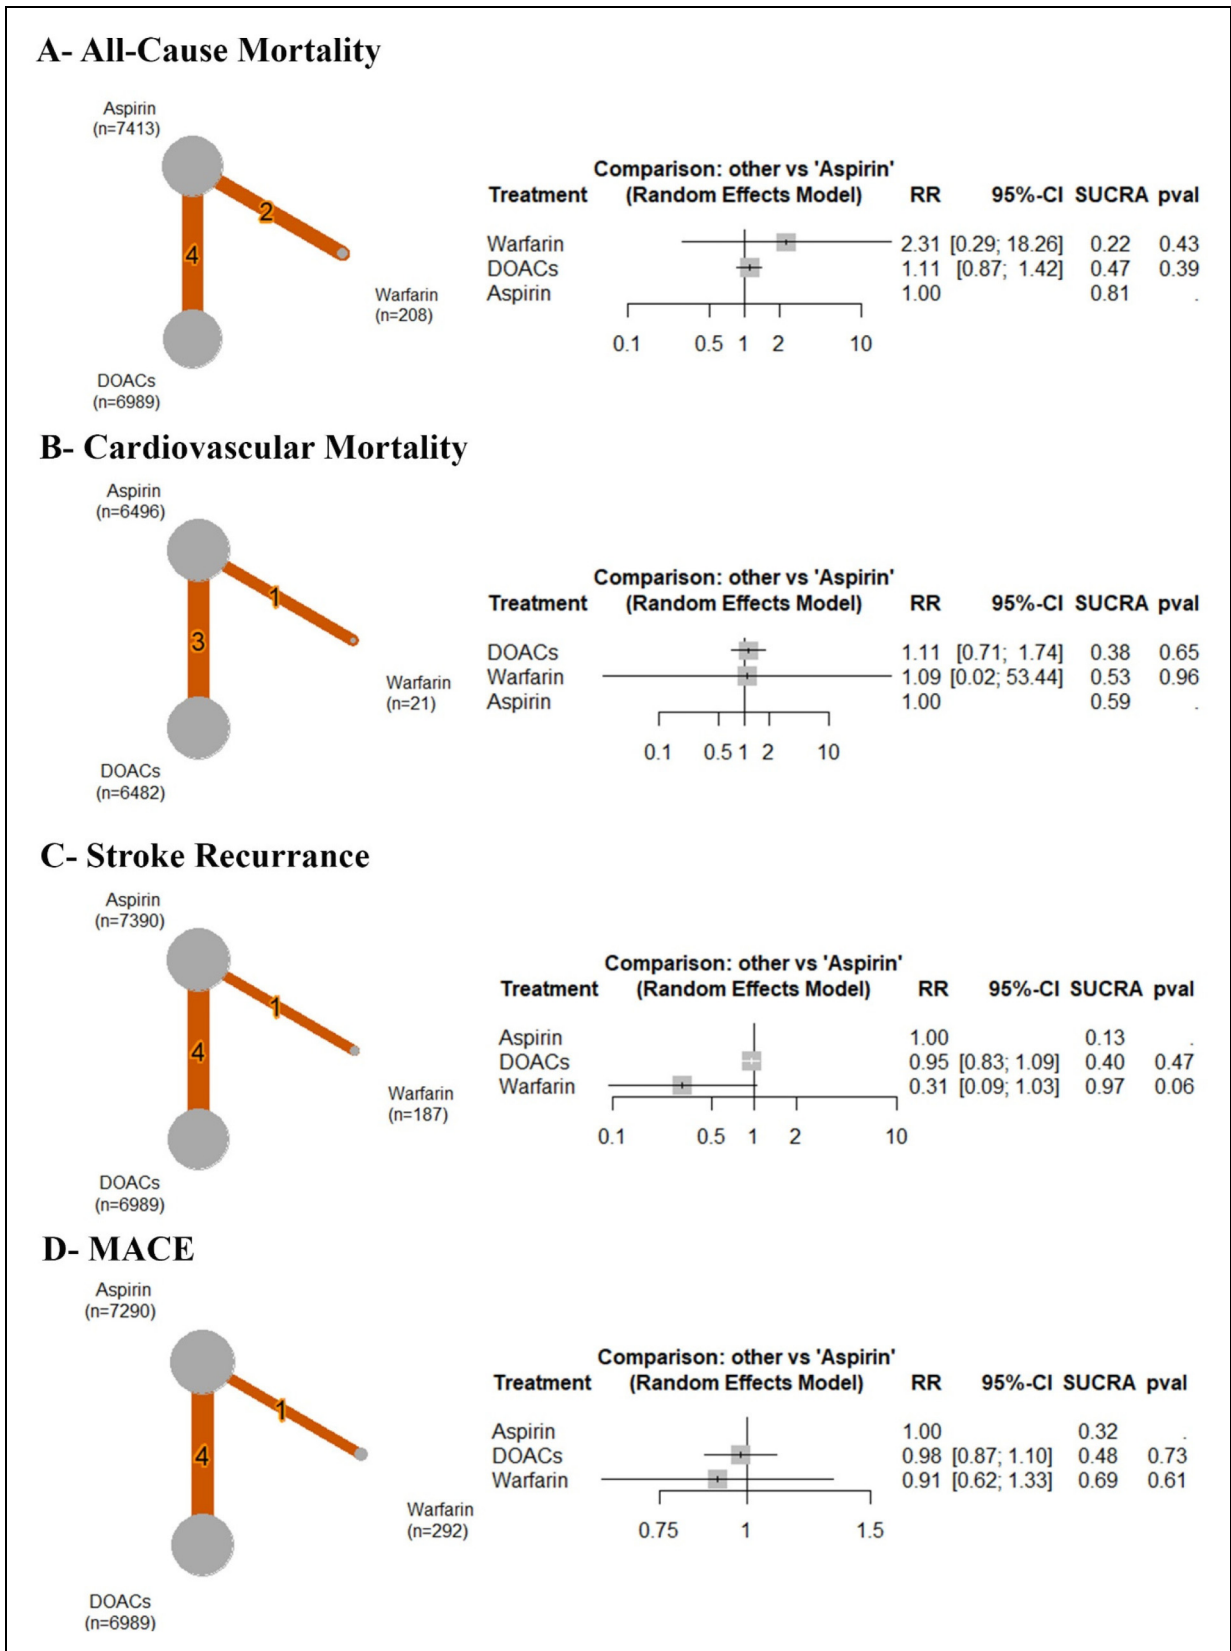 A- All-Cause Mortality
Aspirin
(n=7413)
2
4
Warfarin
(n=208)
DOACs
(n=6989)
Comparison: other vs 'Aspirin'
Treatment (Random Effects Model) RR 95%-CI SUCRA pval
Warfarin 2.31 [0.29; 18.26] 0.22 0.43
DOACs 1.11 [0.87; 1.42] 0.47 0.39
Aspirin 1.00 0.81 .
0.1 0.5 1 2 10
B- Cardiovascular Mortality
Aspirin
(n=6496)
1
3
Warfarin
(n=21)
DOACs
(n=6482)
Comparison: other vs 'Aspirin'
Treatment (Random Effects Model) RR 95%-CI SUCRA pval
DOACs 1.11 [0.71; 1.74] 0.38 0.65
Warfarin 1.09 [0.02; 53.44] 0.53 0.96
Aspirin 1.00 0.59 .
0.1 0.5 1 2 10
C- Stroke Recurrance
Aspirin
(n=7390)
1
4
Warfarin
(n=187)
DOACs
(n=6989)
Comparison: other vs 'Aspirin'
Treatment (Random Effects Model) RR 95%-CI SUCRA pval
Aspirin 1.00 0.13 .
DOACs 0.95 [0.83; 1.09] 0.40 0.47
Warfarin 0.31 [0.09; 1.03] 0.97 0.06
0.1 0.5 1 2 10
D- MACE
Aspirin
(n=7290)
1
4
Warfarin
(n=292)
DOACs
(n=6989)
Comparison: other vs 'Aspirin'
Treatment (Random Effects Model) RR 95%-CI SUCRA pval
Aspirin 1.00 0.32 .
DOACs 0.98 [0.87; 1.10] 0.48 0.73
Warfarin 0.91 [0.62; 1.33] 0.69 0.61
0.75 1 1.5